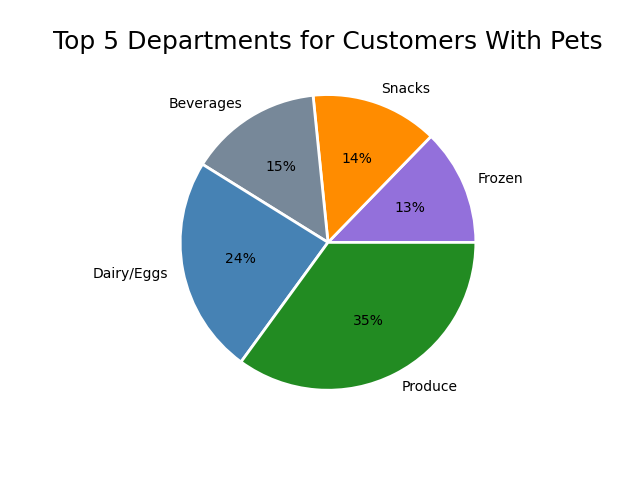 Top 5 Departments for Customers With Pets
Snacks
Beverages
14%
15%
Frozen
13%
24%
Dairy/Eggs
35%
Produce